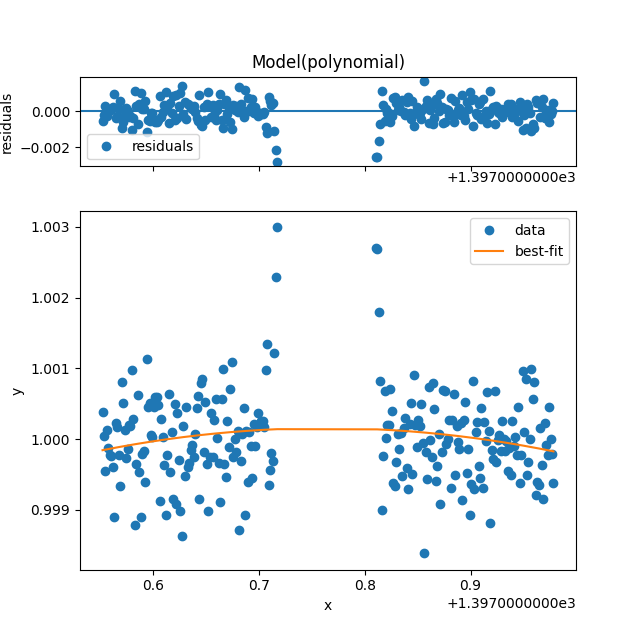 Model(polynomial)
residuals
0.000
−0.002
residuals
+1.3970000000e3
y
1.003
1.002
1.001
1.000
0.999
data
best-fit
0.6 0.7 0.8 0.9
x
+1.3970000000e3